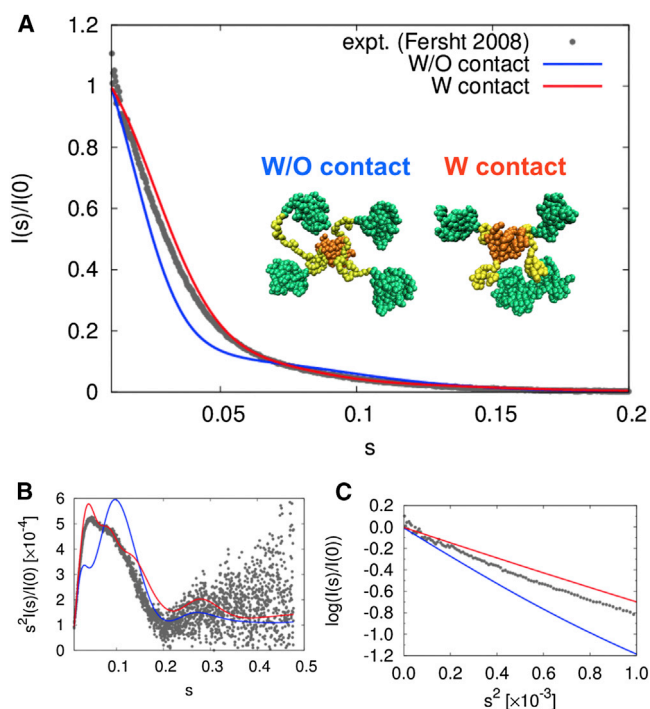 A
1.2
1
0.8
0.6
0.4
0.2
0
I(s)/I(0)
expt. (Fersht 2008)
W/O contact
W contact
W/O contact W contact
0.05 0.1 0.15 0.2
s
B
6
5
4
3
2
1
0
s²I(s)/I(0) [×10⁻⁴]
0.1 0.2 0.3 0.4 0.5
s
C
0.0
-0.2
-0.4
-0.6
-0.8
-1.0
-1.2
log(I(s)/I(0))
0.0 0.2 0.4 0.6 0.8 1.0
s² [×10⁻³]